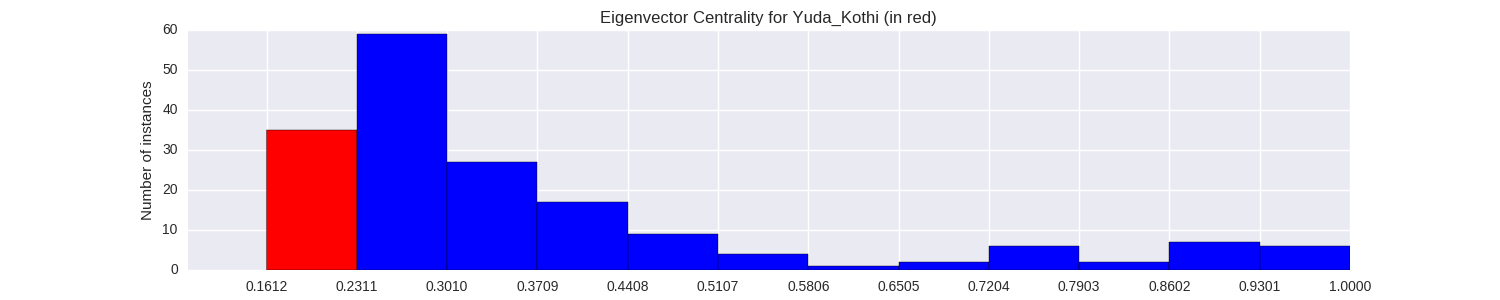 Eigenvector Centrality for Yuda_Kothi (in red)
Number of instances
60
50
40
30
20
10
0
0.1612 0.2311 0.3010 0.3709 0.4408 0.5107 0.5806 0.6505 0.7204 0.7903 0.8602 0.9301 1.0000